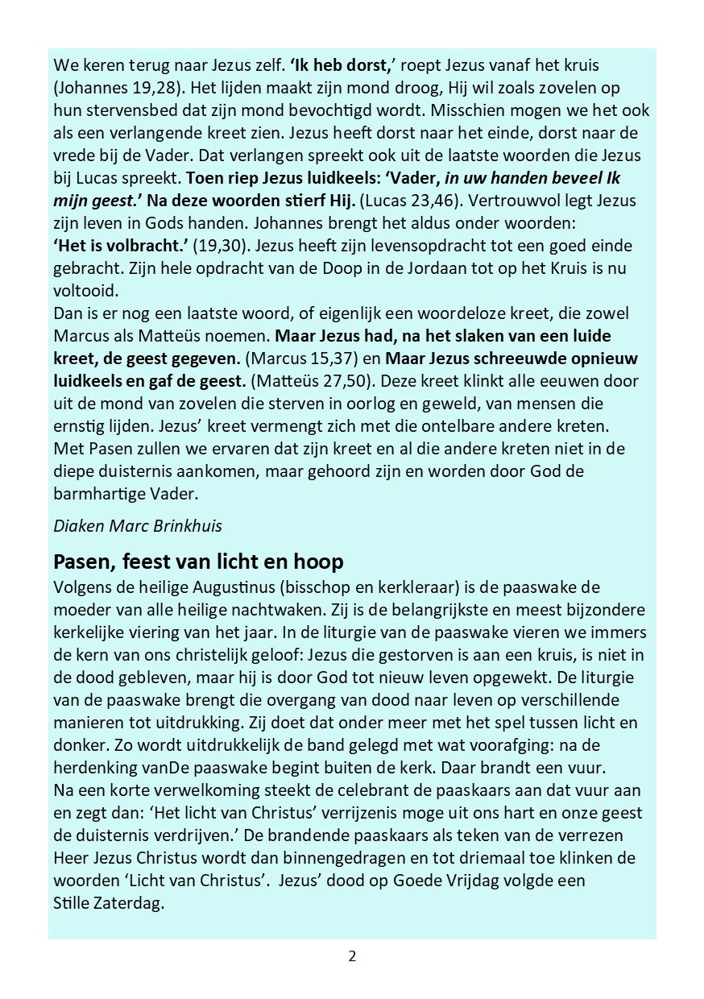 We keren terug naar Jezus zelf. ‘Ik heb dorst,’ roept Jezus vanaf het kruis
(Johannes 19,28). Het lijden maakt zijn mond droog, Hij wil zoals zovelen op
hun stervensbed dat zijn mond bevochtigd wordt. Misschien mogen we het ook
als een verlangende kreet zien. Jezus heeft dorst naar het einde, dorst naar de
vrede bij de Vader. Dat verlangen spreekt ook uit de laatste woorden die Jezus
bij Lucas spreekt. Toen riep Jezus luidkeels: ‘Vader, in uw handen beveel Ik
mijn geest.’ Na deze woorden stierf Hij. (Lucas 23,46). Vertrouwvol legt Jezus
zijn leven in Gods handen. Johannes brengt het aldus onder woorden:
‘Het is volbracht.’ (19,30). Jezus heeft zijn levensopdracht tot een goed einde
gebracht. Zijn hele opdracht van de Doop in de Jordaan tot op het Kruis is nu
voltooid.
Dan is er nog een laatste woord, of eigenlijk een woordeloze kreet, die zowel
Marcus als Matteüs noemen. Maar Jezus had, na het slaken van een luide
kreet, de geest gegeven. (Marcus 15,37) en Maar Jezus schreeuwde opnieuw
luidkeels en gaf de geest. (Matteüs 27,50). Deze kreet klinkt alle eeuwen door
uit de mond van zovelen die sterven in oorlog en geweld, van mensen die
ernstig lijden. Jezus’ kreet vermengt zich met die ontelbare andere kreten.
Met Pasen zullen we ervaren dat zijn kreet en al die andere kreten niet in de
diepe duisternis aankomen, maar gehoord zijn en worden door God de
barmhartige Vader.
Diaken Marc Brinkhuis
Pasen, feest van licht en hoop
Volgens de heilige Augustinus (bisschop en kerkleraar) is de paaswake de
moeder van alle heilige nachtwaken. Zij is de belangrijkste en meest bijzondere
kerkelijke viering van het jaar. In de liturgie van de paaswake vieren we immers
de kern van ons christelijk geloof: Jezus die gestorven is aan een kruis, is niet in
de dood gebleven, maar hij is door God tot nieuw leven opgewekt. De liturgie
van de paaswake brengt die overgang van dood naar leven op verschillende
manieren tot uitdrukking. Zij doet dat onder meer met het spel tussen licht en
donker. Zo wordt uitdrukkelijk de band gelegd met wat voorafging: na de
herdenking vanDe paaswake begint buiten de kerk. Daar brandt een vuur.
Na een korte verwelkoming steekt de celebrant de paaskaars aan dat vuur aan
en zegt dan: ‘Het licht van Christus’ verrijzenis moge uit ons hart en onze geest
de duisternis verdrijven.’ De brandende paaskaars als teken van de verrezen
Heer Jezus Christus wordt dan binnengedragen en tot driemaal toe klinken de
woorden ‘Licht van Christus’.  Jezus’ dood op Goede Vrijdag volgde een
Stille Zaterdag.
2